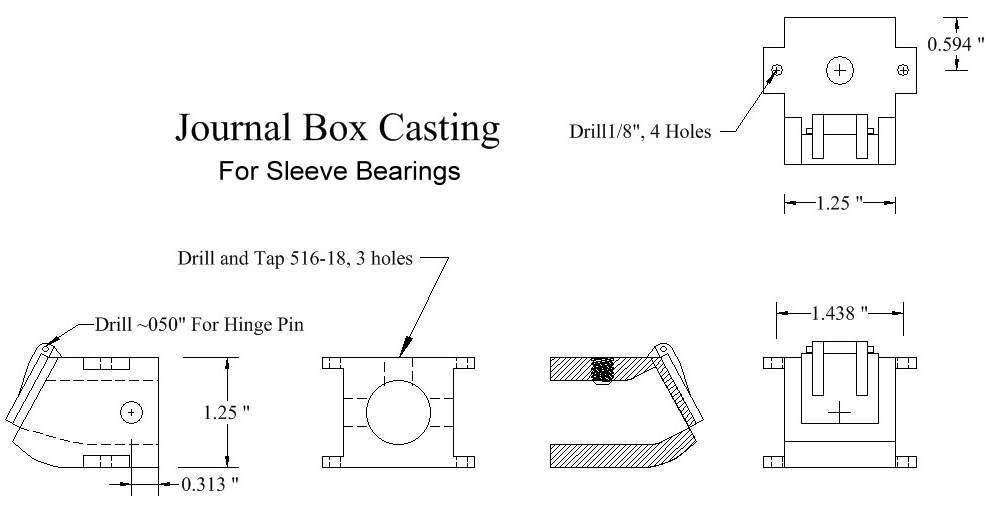 0.594 "
Journal Box Casting
Drill1/8", 4 Holes
For Sleeve Bearings
1.25 "
Drill and Tap 516-18, 3 holes
1.438 "
Drill ~050" For Hinge Pin
1.25 "
0.313 "